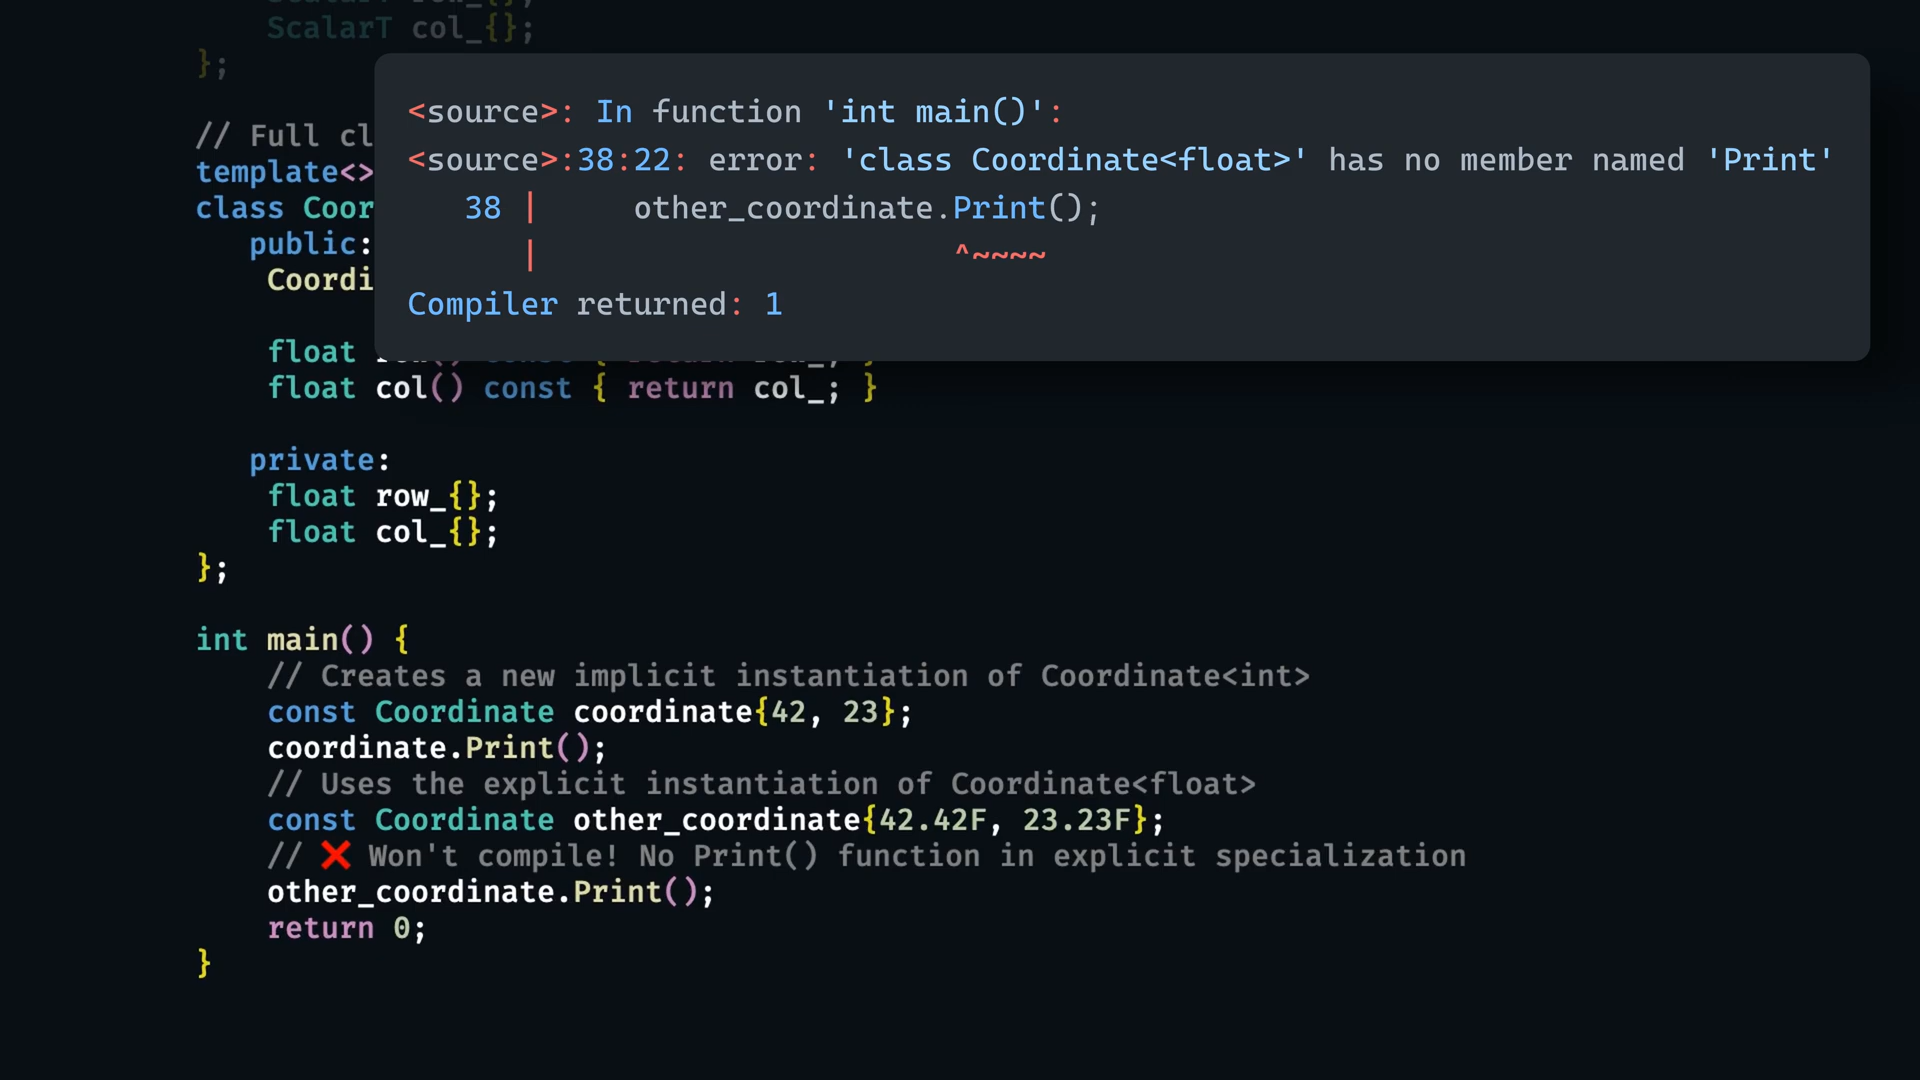 ScalarT col_{};
};
<source>: In function 'int main()':
// Full cl
<source>:38:22: error: 'class Coordinate<float>' has no member named 'Print'
template<>
38 | other_coordinate.Print();
class Coor
public:
| ^~~~~
Coordi
Compiler returned: 1
float
float col() const { return col_; }
private:
float row_{};
float col_{};
};
int main() {
// Creates a new implicit instantiation of Coordinate<int>
const Coordinate coordinate{42, 23};
coordinate.Print();
// Uses the explicit instantiation of Coordinate<float>
const Coordinate other_coordinate{42.42F, 23.23F};
// ❌ Won't compile! No Print() function in explicit specialization
other_coordinate.Print();
return 0;
}